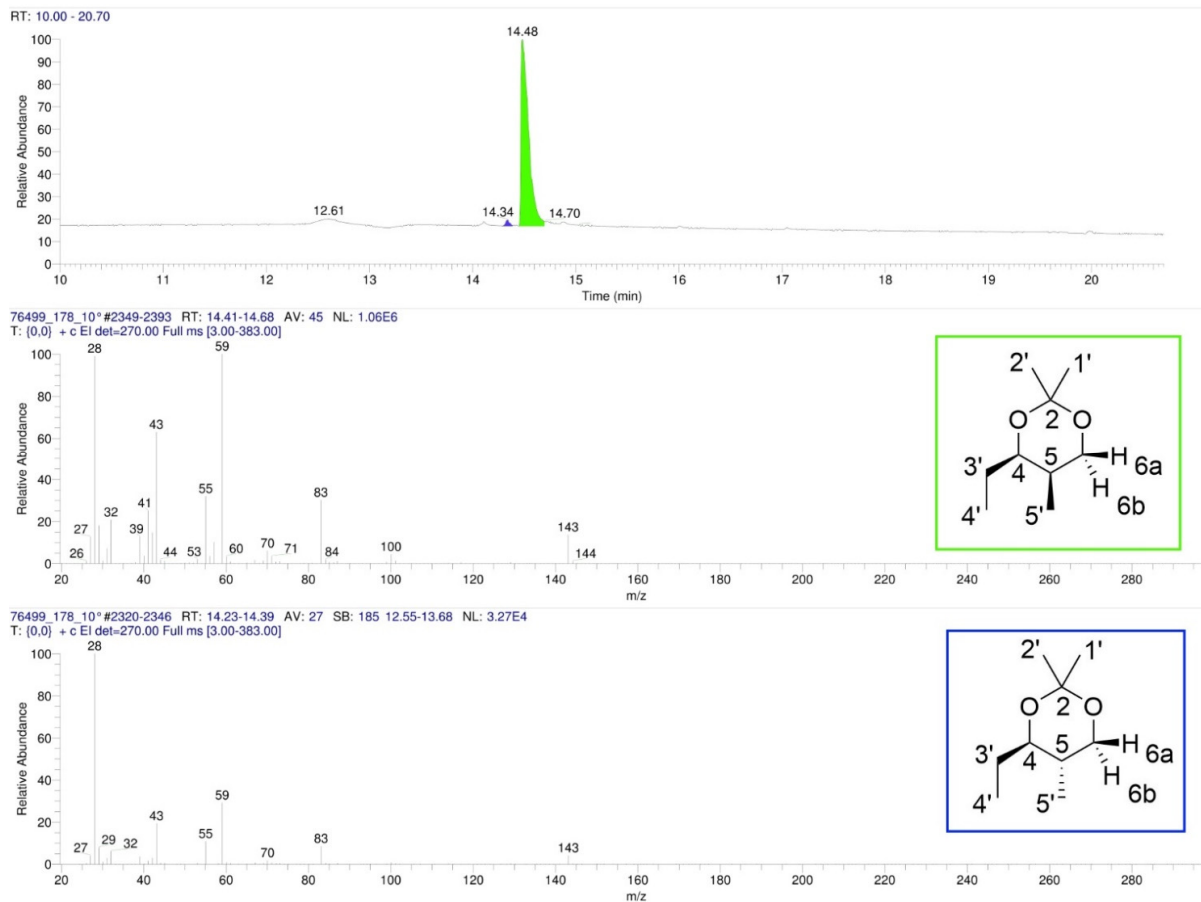 RT: 10.00 - 20.70
Relative Abundance
100
90
80
70
60
50
40
30
20
10
0
12.61
14.34
14.48
14.70
10 11 12 13 14 15 16 17 18 19 20
Time (min)
76499_178_10°#2349-2393 RT: 14.41-14.68 AV: 45 NL: 1.06E6
T: {0,0} + c EI det=270.00 Full ms [3.00-383.00]
Relative Abundance
100
80
60
40
20
0
26
27
28
32
39
41
43
44
53
55
59
60
70
71
83
84
100
143
144
20 40 60 80 100 120 140 160 180 200 220 240 260 280
m/z
2' 1'
O 2 O
3' 4 5 H 6a
4' 5' H 6b
76499_178_10°#2320-2346 RT: 14.23-14.39 AV: 27 SB: 185 12.55-13.68 NL: 3.27E4
T: {0,0} + c EI det=270.00 Full ms [3.00-383.00]
Relative Abundance
100
80
60
40
20
0
27
28
29
32
43
55
59
70
83
143
20 40 60 80 100 120 140 160 180 200 220 240 260 280
m/z
2' 1'
O 2 O
3' 4 5 H 6a
4' 5' H 6b